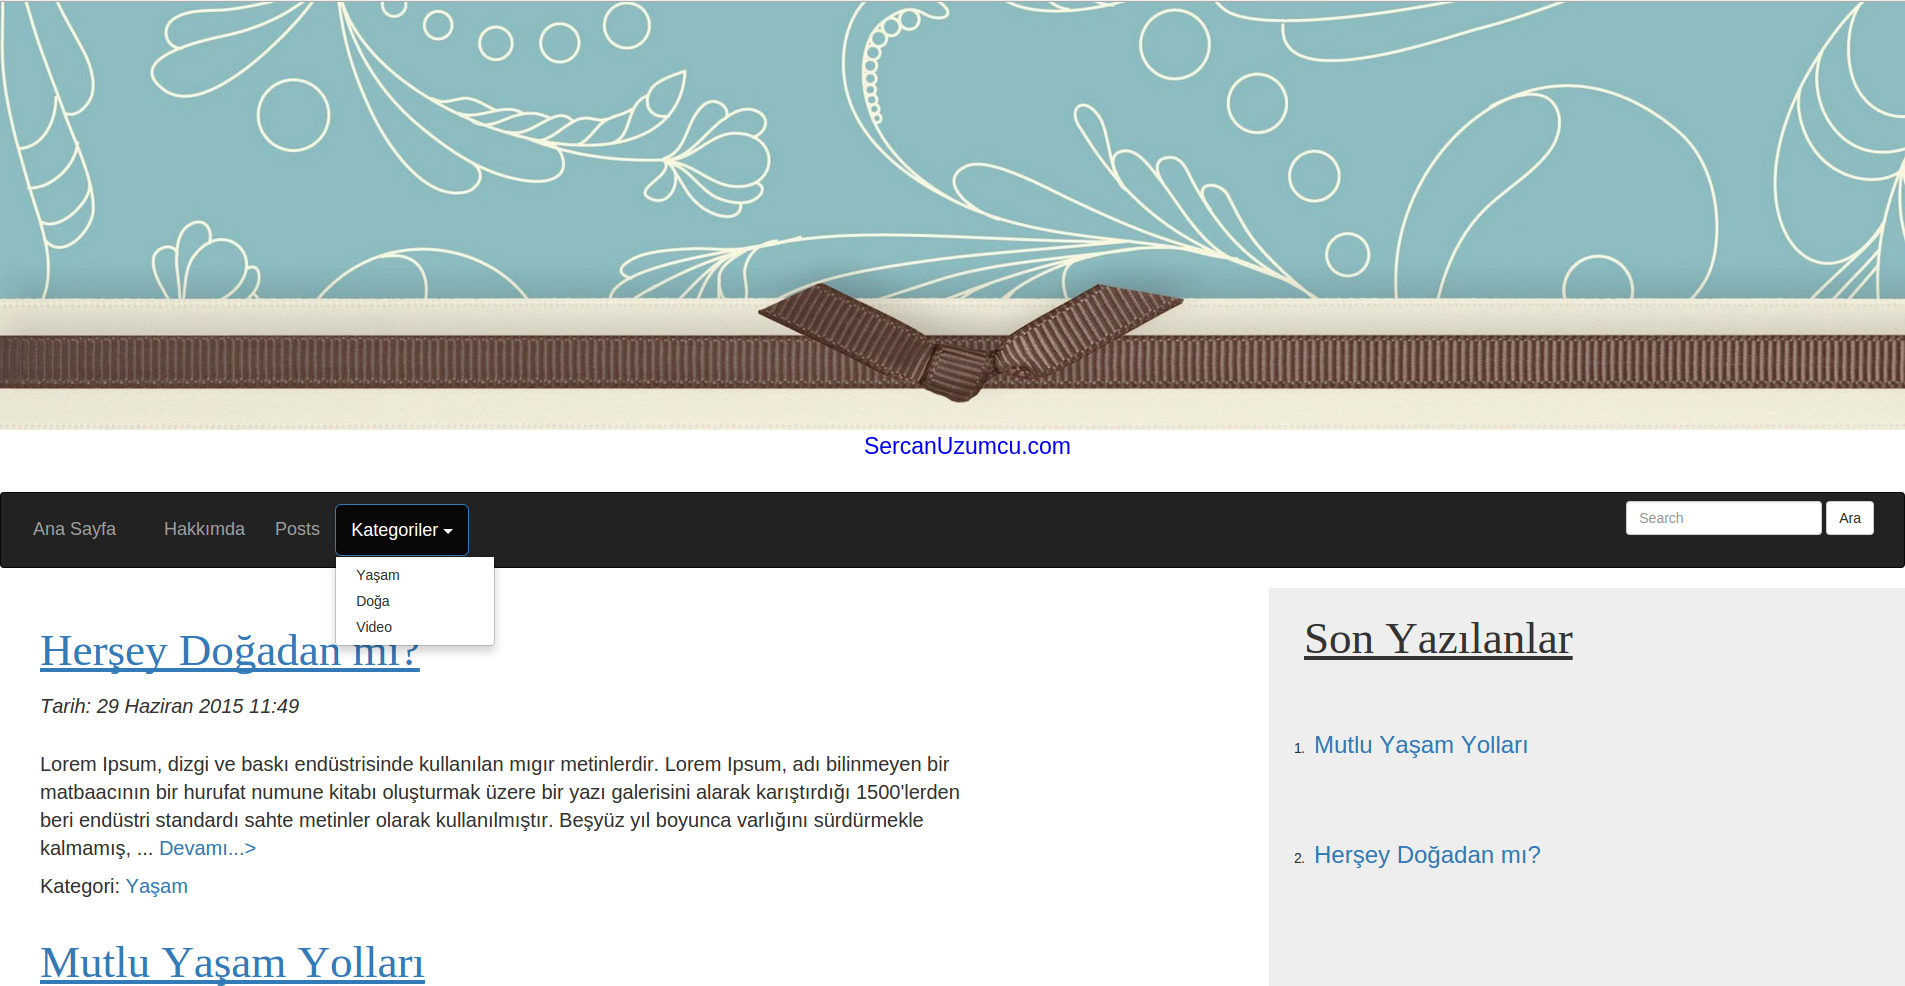 SercanUzumcu.com
Ana Sayfa
Hakkımda
Posts
Kategoriler
Search
Ara
Yaşam
Doğa
Video
Herşey Doğadan mı?
Tarih: 29 Haziran 2015 11:49
Lorem Ipsum, dizgi ve baskı endüstrisinde kullanılan mıgır metinlerdir. Lorem Ipsum, adı bilinmeyen bir
matbaacının bir hurufat numune kitabı oluşturmak üzere bir yazı galerisini alarak karıştırdığı 1500'lerden
beri endüstri standardı sahte metinler olarak kullanılmıştır. Beşyüz yıl boyunca varlığını sürdürmekle
kalmamış, ... Devamı...>
Kategori: Yaşam
Mutlu Yaşam Yolları
Son Yazılanlar
1. Mutlu Yaşam Yolları
2. Herşey Doğadan mı?